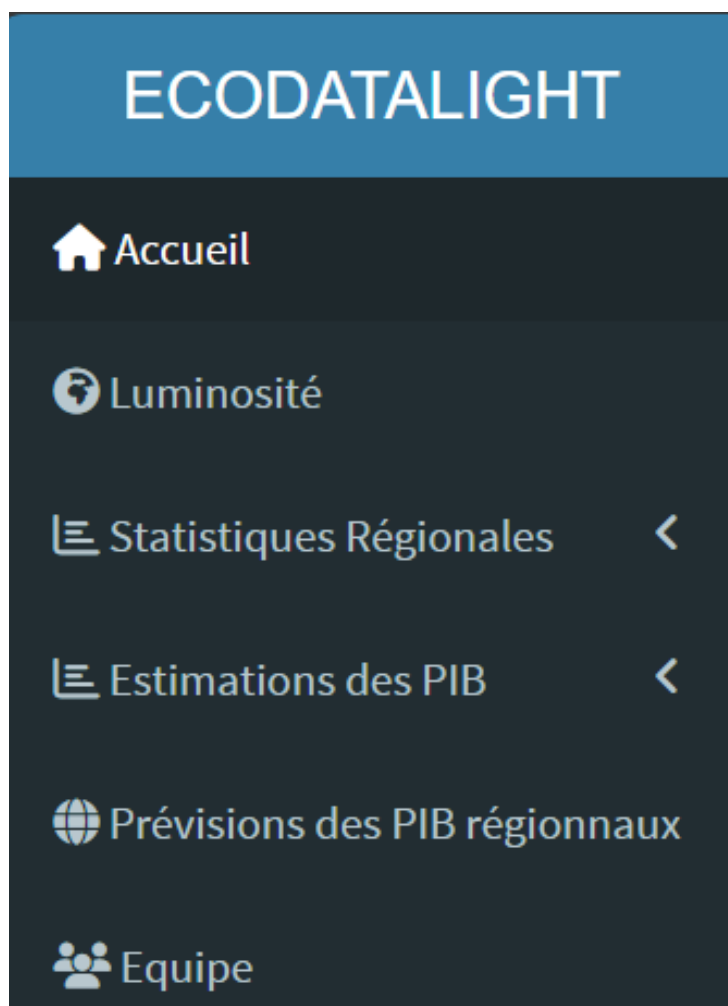 ECODATALIGHT
Accueil
Luminosité
Statistiques Régionales
Estimations des PIB
Prévisions des PIB régionnaux
Equipe